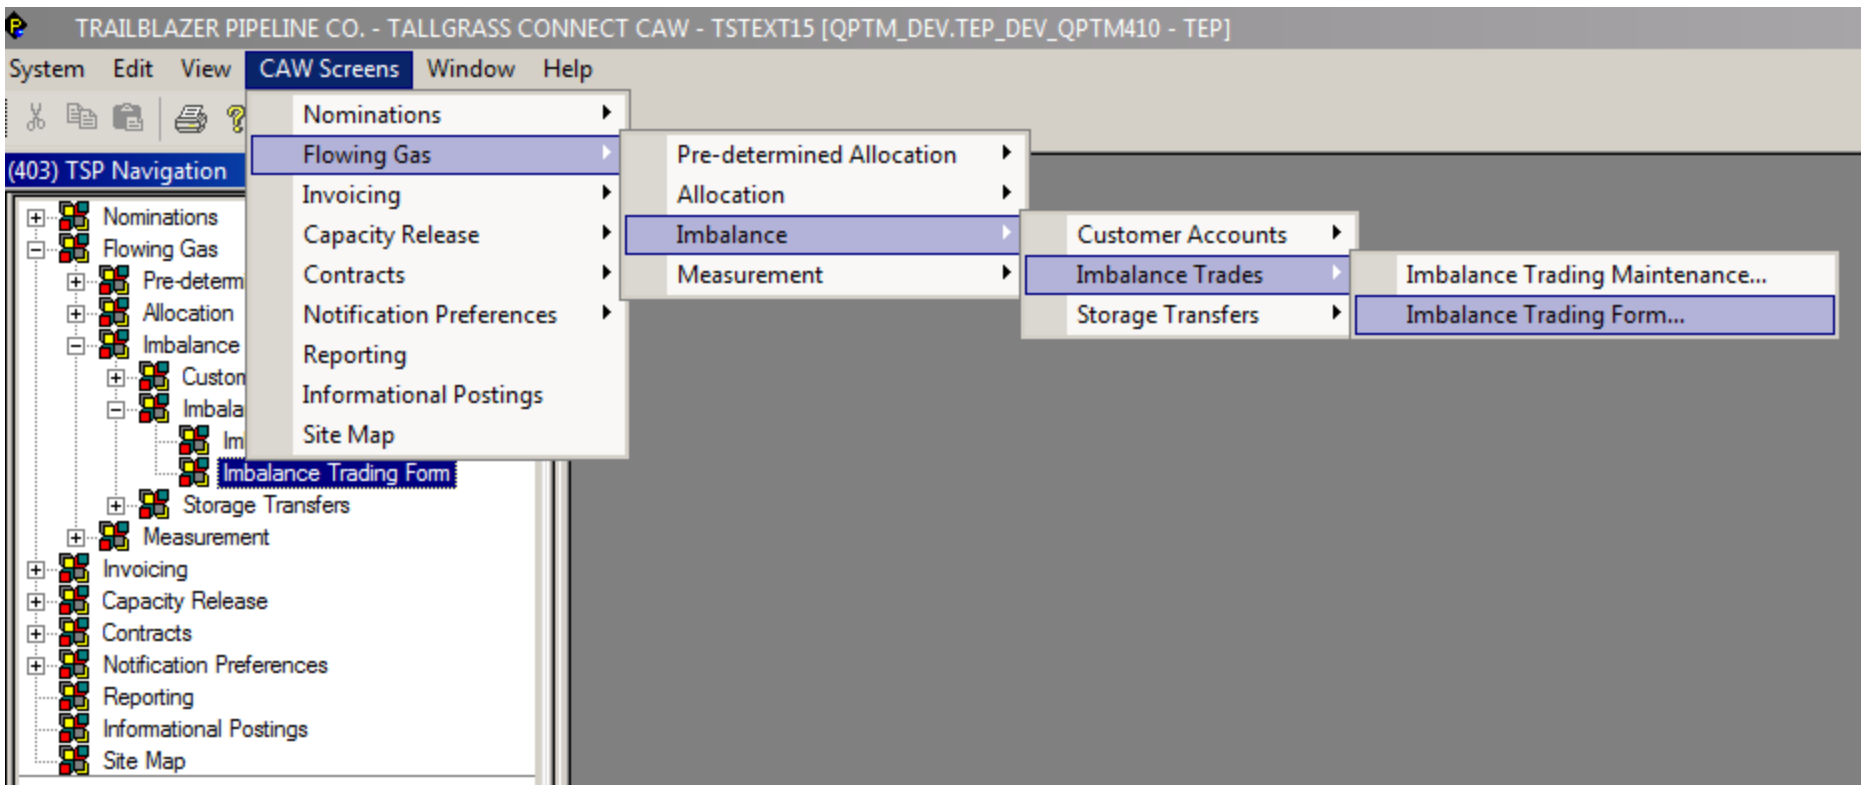 TRAILBLAZER PIPELINE CO. - TALLGRASS CONNECT CAW - TSTEXT15 [QPTM_DEV.TEP_DEV_QPTM410 - TEP]
System Edit View CAW Screens Window Help
Nominations
Flowing Gas
Invoicing
Capacity Release
Contracts
Notification Preferences
Reporting
Informational Postings
Site Map
Pre-determined Allocation
Allocation
Imbalance
Measurement
Customer Accounts
Imbalance Trades
Storage Transfers
Imbalance Trading Maintenance...
Imbalance Trading Form...
(403) TSP Navigation
Nominations
Flowing Gas
Pre-determ
Allocation
Imbalance
Custon
Imbala
Im
Imbalance Trading Form
Storage Transfers
Measurement
Invoicing
Capacity Release
Contracts
Notification Preferences
Reporting
Informational Postings
Site Map